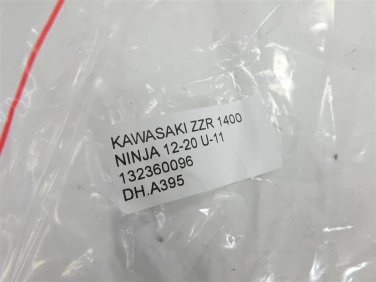 KAWASAKI ZZR 1400
NINJA 12-20 U-11
132360096
DH.A395